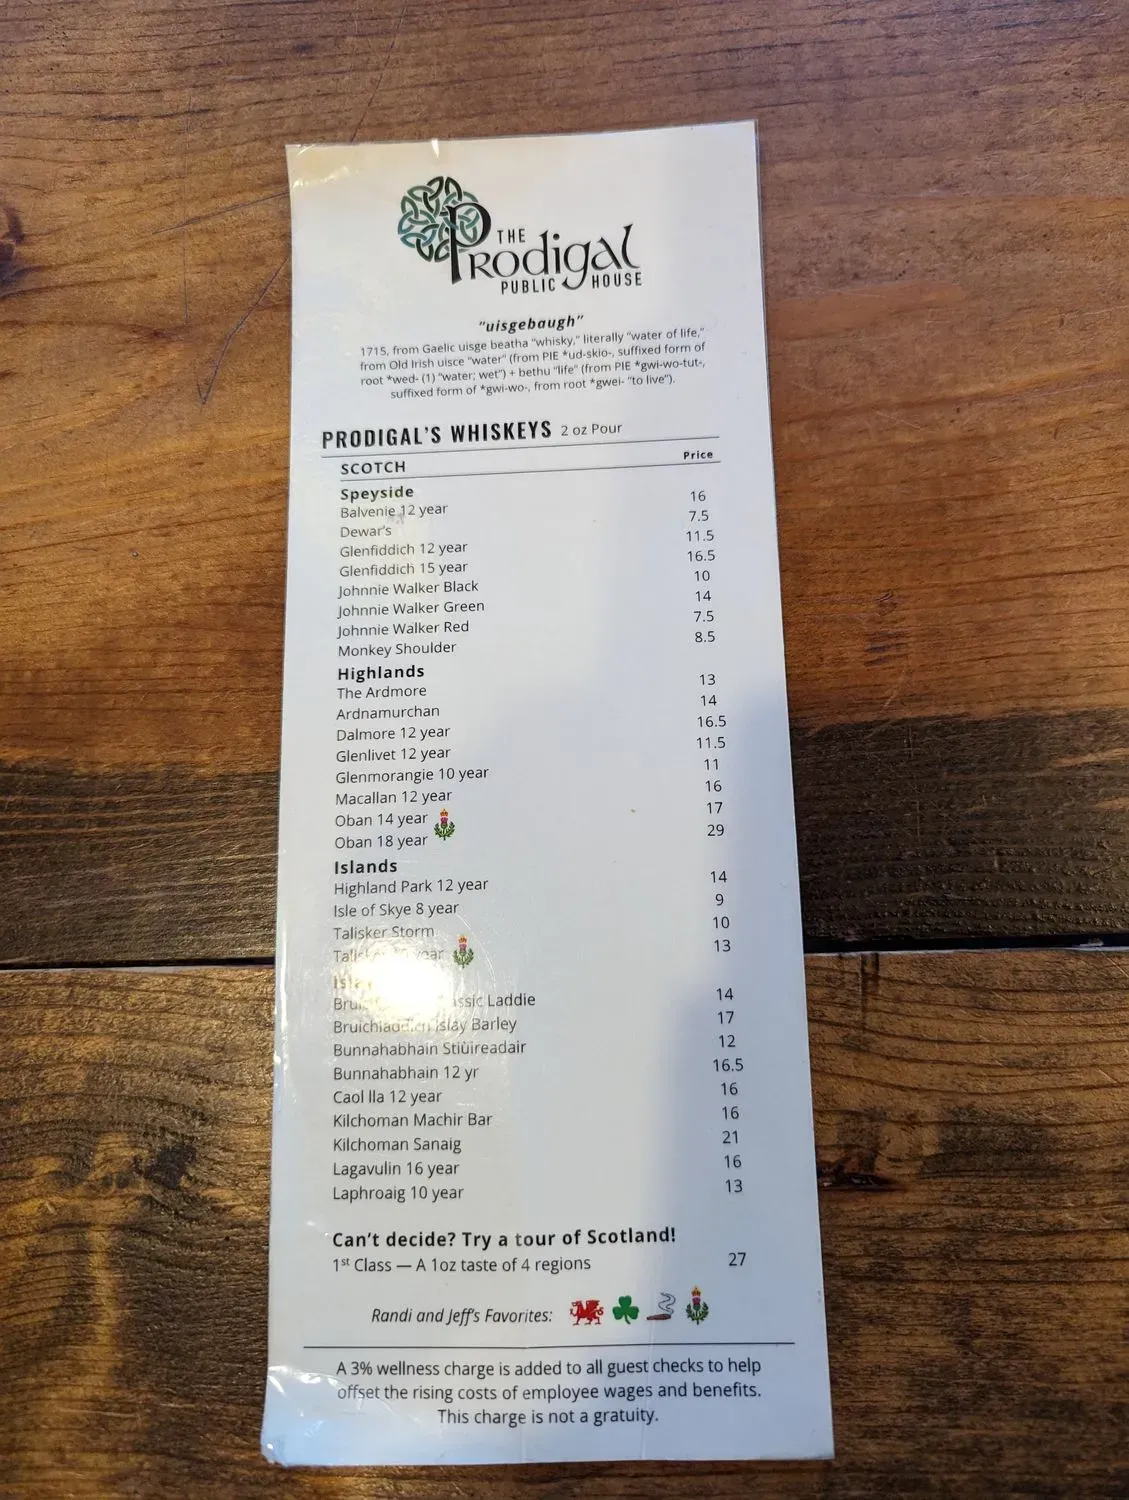 THE
PRodigal
PUBLIC HOUSE
"uisgebaugh"
1715, from Gaelic uisge beatha "whisky," literally "water of life,"
from Old Irish uisce "water" (from PIE *ud-skio-, suffixed form of
root *wed- (1) "water; wet") + bethu "life" (from PIE *gwi-wo-tut-,
suffixed form of *gwi-wo-, from root *gwei- "to live").
PRODIGAL'S WHISKEYS 2 oz Pour
SCOTCH Price
Speyside
Balvenie 12 year 16
Dewar's 7.5
Glenfiddich 12 year 11.5
Glenfiddich 15 year 16.5
Johnnie Walker Black 10
Johnnie Walker Green 14
Johnnie Walker Red 7.5
Monkey Shoulder 8.5
Highlands
The Ardmore 13
Ardnamurchan 14
Dalmore 12 year 16.5
Glenlivet 12 year 11.5
Glenmorangie 10 year 11
Macallan 12 year 16
Oban 14 year 17
Oban 18 year 29
Islands
Highland Park 12 year 14
Isle of Skye 8 year 9
Talisker Storm 10
Talisker year 13
Islay
Laddie 14
Bruichladdich Islay Barley 17
Bunnahabhain Stiùireadair 12
Bunnahabhain 12 yr 16.5
Caol lla 12 year 16
Kilchoman Machir Bar 16
Kilchoman Sanaig 21
Lagavulin 16 year 16
Laphroaig 10 year 13
Can't decide? Try a tour of Scotland!
1st Class — A 1oz taste of 4 regions 27
Randi and Jeff's Favorites:
A 3% wellness charge is added to all guest checks to help
offset the rising costs of employee wages and benefits.
This charge is not a gratuity.